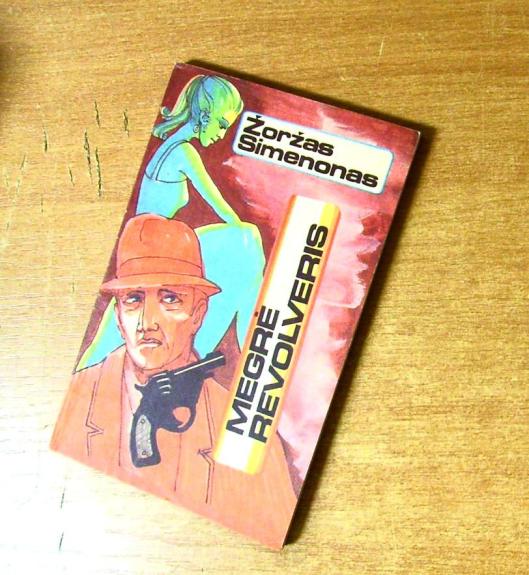 Žoržas
Simenonas
MEGRĖ
REVOLVERIS